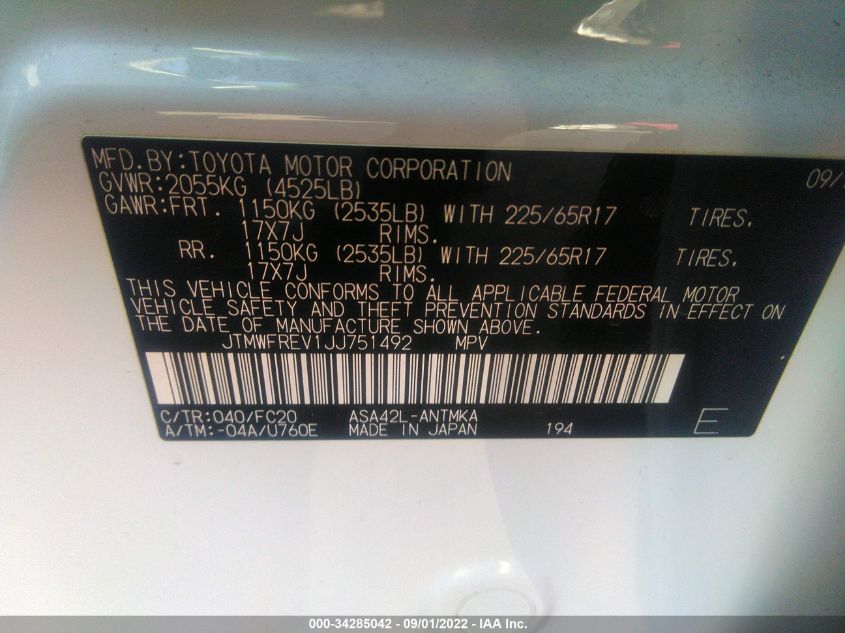 MFD.BY:TOYOTA MOTOR CORPORATION 09/
GVWR:2055KG (4525LB)
GAWR:FRT. 1150KG (2535LB) WITH 225/65R17 TIRES.
17X7J RIMS.
RR. 1150KG (2535LB) WITH 225/65R17 TIRES.
17X7J RIMS.
THIS VEHICLE CONFORMS TO ALL APPLICABLE FEDERAL MOTOR
VEHICLE SAFETY AND THEFT PREVENTION STANDARDS IN EFFECT ON
THE DATE OF MANUFACTURE SHOWN ABOVE.
JTMWFREV1JJ751492 MPV
C/TR:040/FC20 ASA42L-ANTMKA
A/TM:-04A/U760E MADE IN JAPAN 194 E
000-34285042 - 09/01/2022 - IAA Inc.